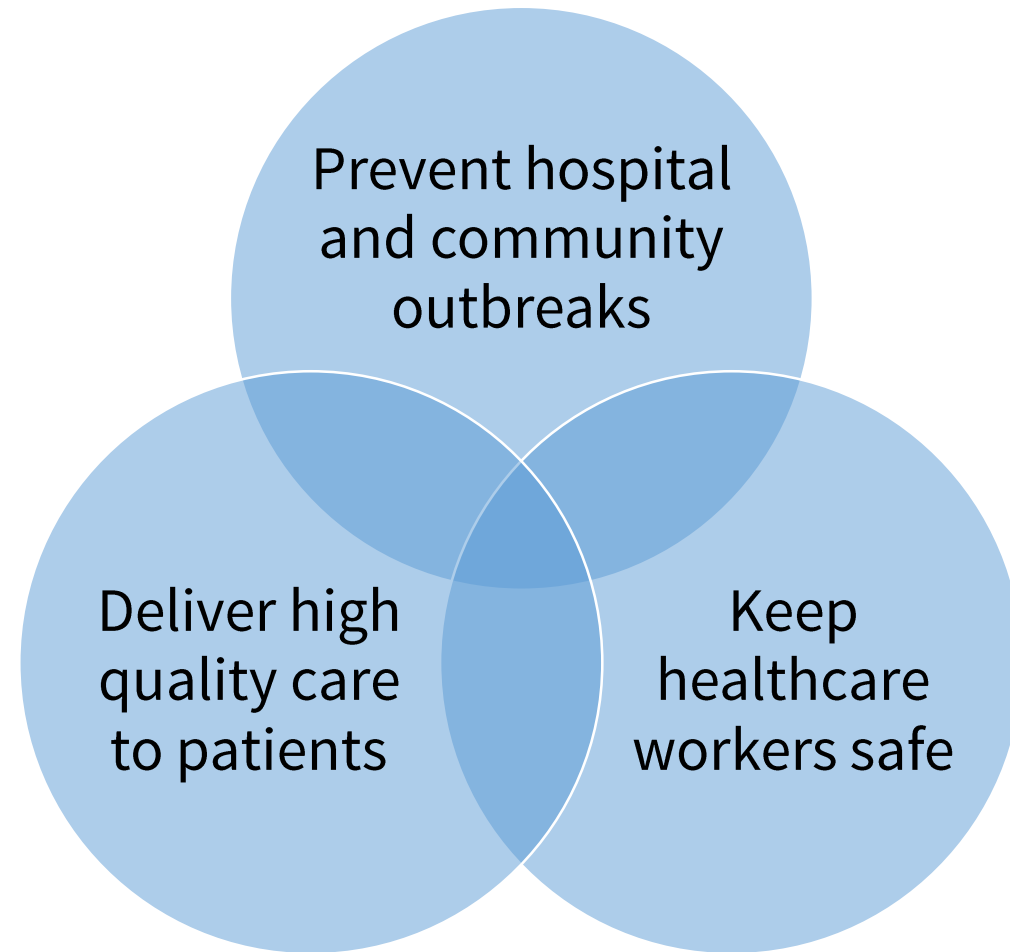 Prevent hospital
and community
outbreaks
Deliver high
quality care
to patients
Keep
healthcare
workers safe